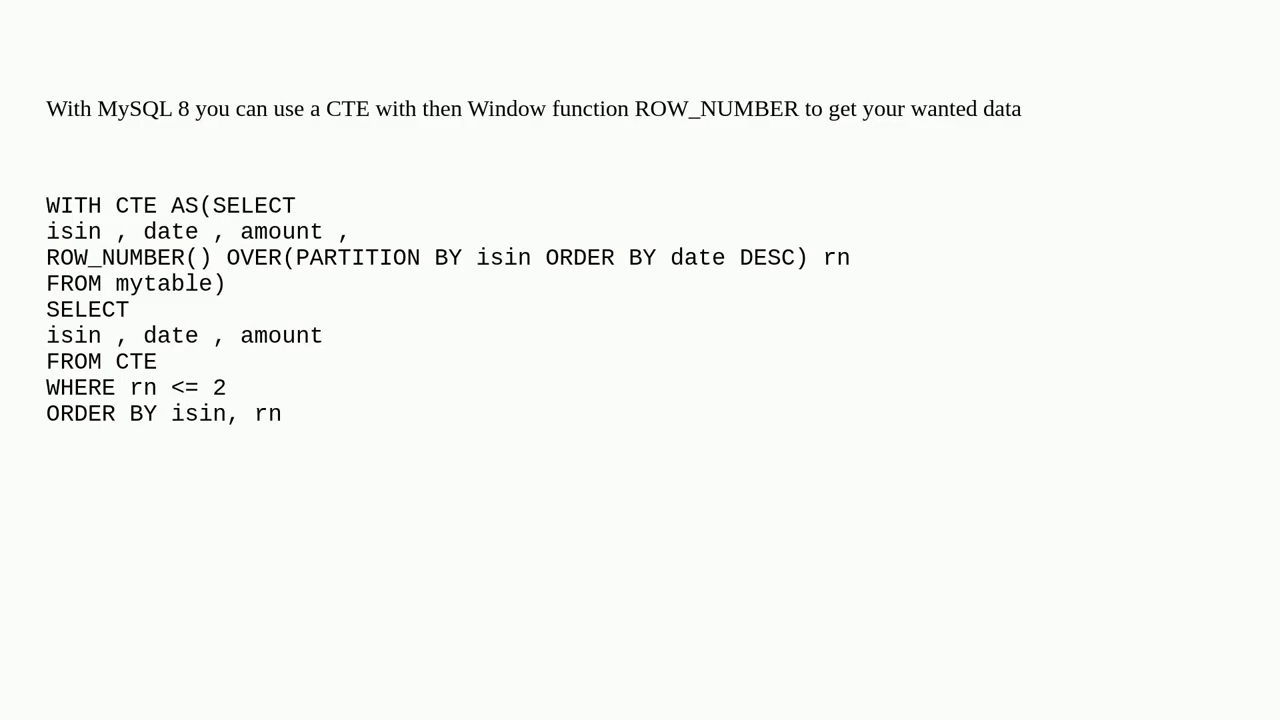 With MySQL 8 you can use a CTE with then Window function ROW_NUMBER to get your wanted data
WITH CTE AS(SELECT
isin , date , amount ,
ROW_NUMBER() OVER(PARTITION BY isin ORDER BY date DESC) rn
FROM mytable)
SELECT
isin , date , amount
FROM CTE
WHERE rn <= 2
ORDER BY isin, rn